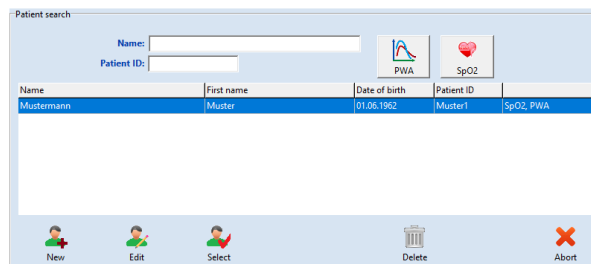 Patient search
Name:
Patient ID:
PWA SpO2
Name First name Date of birth Patient ID
Mustermann Muster 01.06.1962 Muster1 SpO2, PWA
New Edit Select Delete Abort